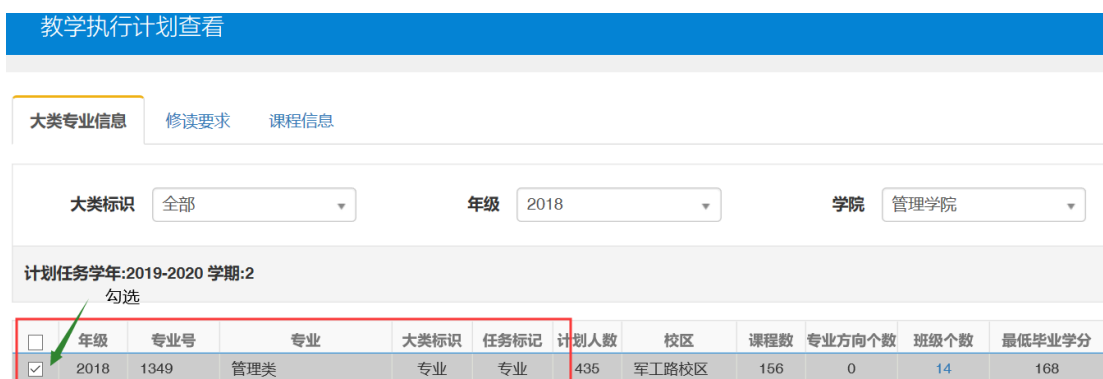 教学执行计划查看
大类专业信息 修读要求 课程信息
大类标识 全部 年级 2018 学院 管理学院
计划任务学年:2019-2020 学期:2
勾选
年级 专业号 专业 大类标识 任务标记 计划人数 校区 课程数 专业方向个数 班级个数 最低毕业学分
2018 1349 管理类 专业 专业 435 军工路校区 156 0 14 168